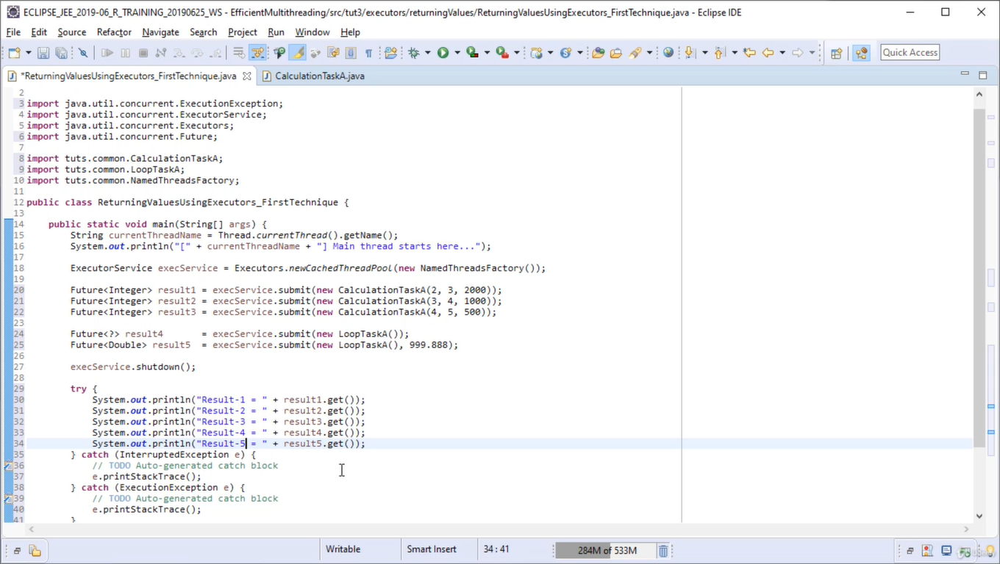 ECLIPSE_JEE_2019-06_R_TRAINING_20190625_WS - EfficientMultithreading/src/tut3/executors/returningValues/ReturningValuesUsingExecutors_FirstTechnique.java - Eclipse IDE
File Edit Source Refactor Navigate Search Project Run Window Help
Quick Access
*ReturningValuesUsingExecutors_FirstTechnique.java CalculationTaskA.java
2
3 import java.util.concurrent.ExecutionException;
4 import java.util.concurrent.ExecutorService;
5 import java.util.concurrent.Executors;
6 import java.util.concurrent.Future;
7
8 import tuts.common.CalculationTaskA;
9 import tuts.common.LoopTaskA;
10 import tuts.common.NamedThreadsFactory;
11
12 public class ReturningValuesUsingExecutors_FirstTechnique {
13
14 public static void main(String[] args) {
15 String currentThreadName = Thread.currentThread().getName();
16 System.out.println("[" + currentThreadName + "] Main thread starts here...");
17
18 ExecutorService execService = Executors.newCachedThreadPool(new NamedThreadsFactory());
19
20 Future<Integer> result1 = execService.submit(new CalculationTaskA(2, 3, 2000));
21 Future<Integer> result2 = execService.submit(new CalculationTaskA(3, 4, 1000));
22 Future<Integer> result3 = execService.submit(new CalculationTaskA(4, 5, 500));
23
24 Future<?> result4 = execService.submit(new LoopTaskA());
25 Future<Double> result5 = execService.submit(new LoopTaskA(), 999.888);
26
27 execService.shutdown();
28
29 try {
30 System.out.println("Result-1 = " + result1.get());
31 System.out.println("Result-2 = " + result2.get());
32 System.out.println("Result-3 = " + result3.get());
33 System.out.println("Result-4 = " + result4.get());
34 System.out.println("Result-5 = " + result5.get());
35 } catch (InterruptedException e) {
36 // TODO Auto-generated catch block
37 e.printStackTrace();
38 } catch (ExecutionException e) {
39 // TODO Auto-generated catch block
40 e.printStackTrace();
41 }
Writable Smart Insert 34 : 41 284M of 533M